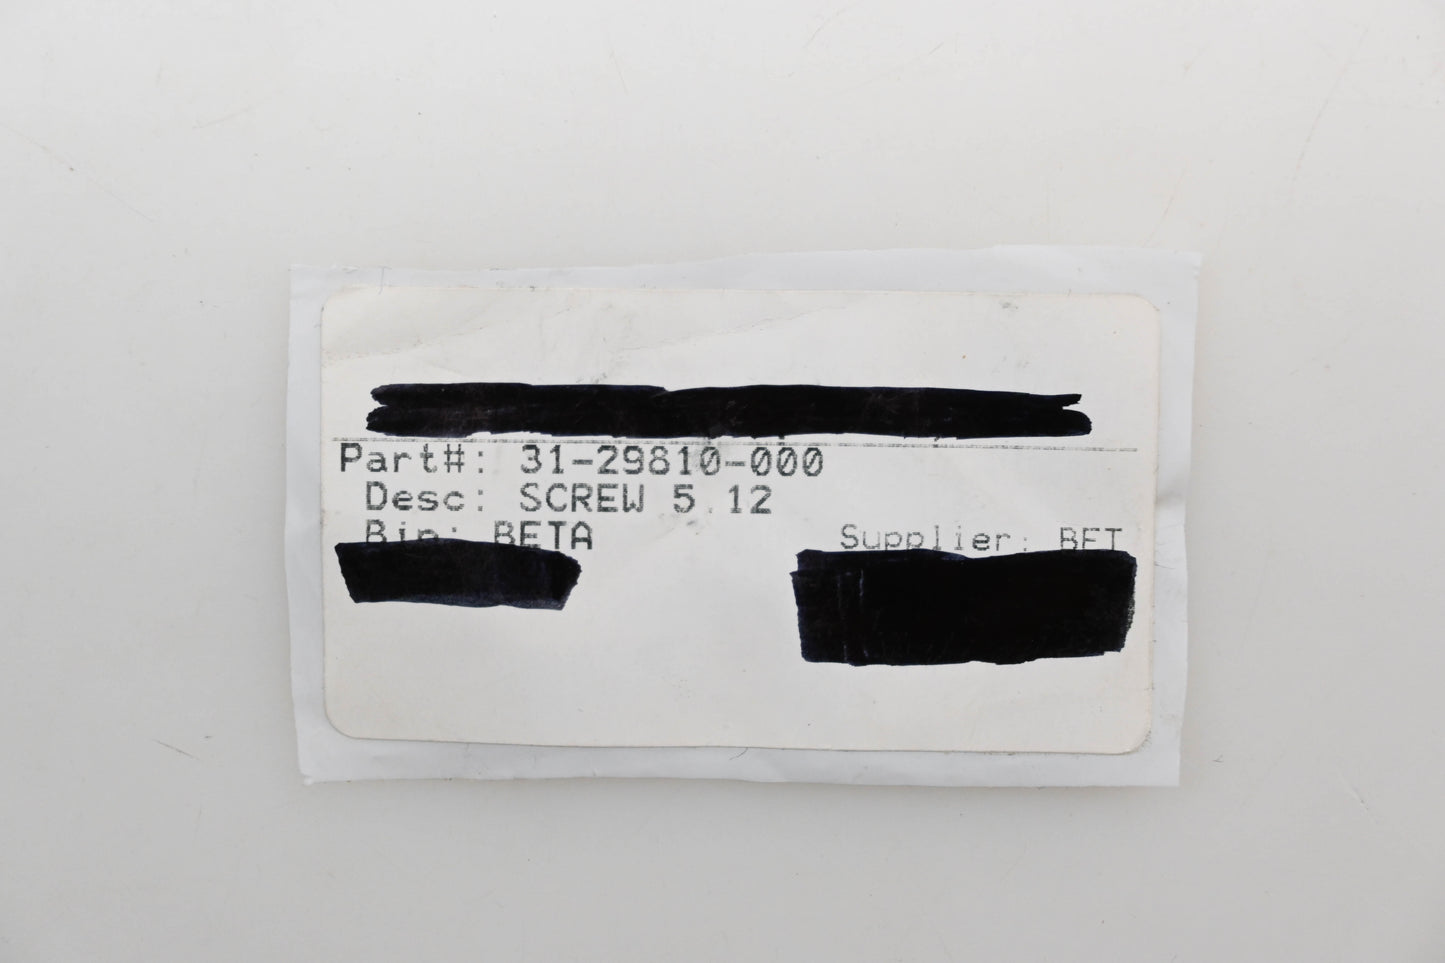 Part#: 31-29810-000
Desc: SCREW 5.12
Bin: BETA Supplier: BET